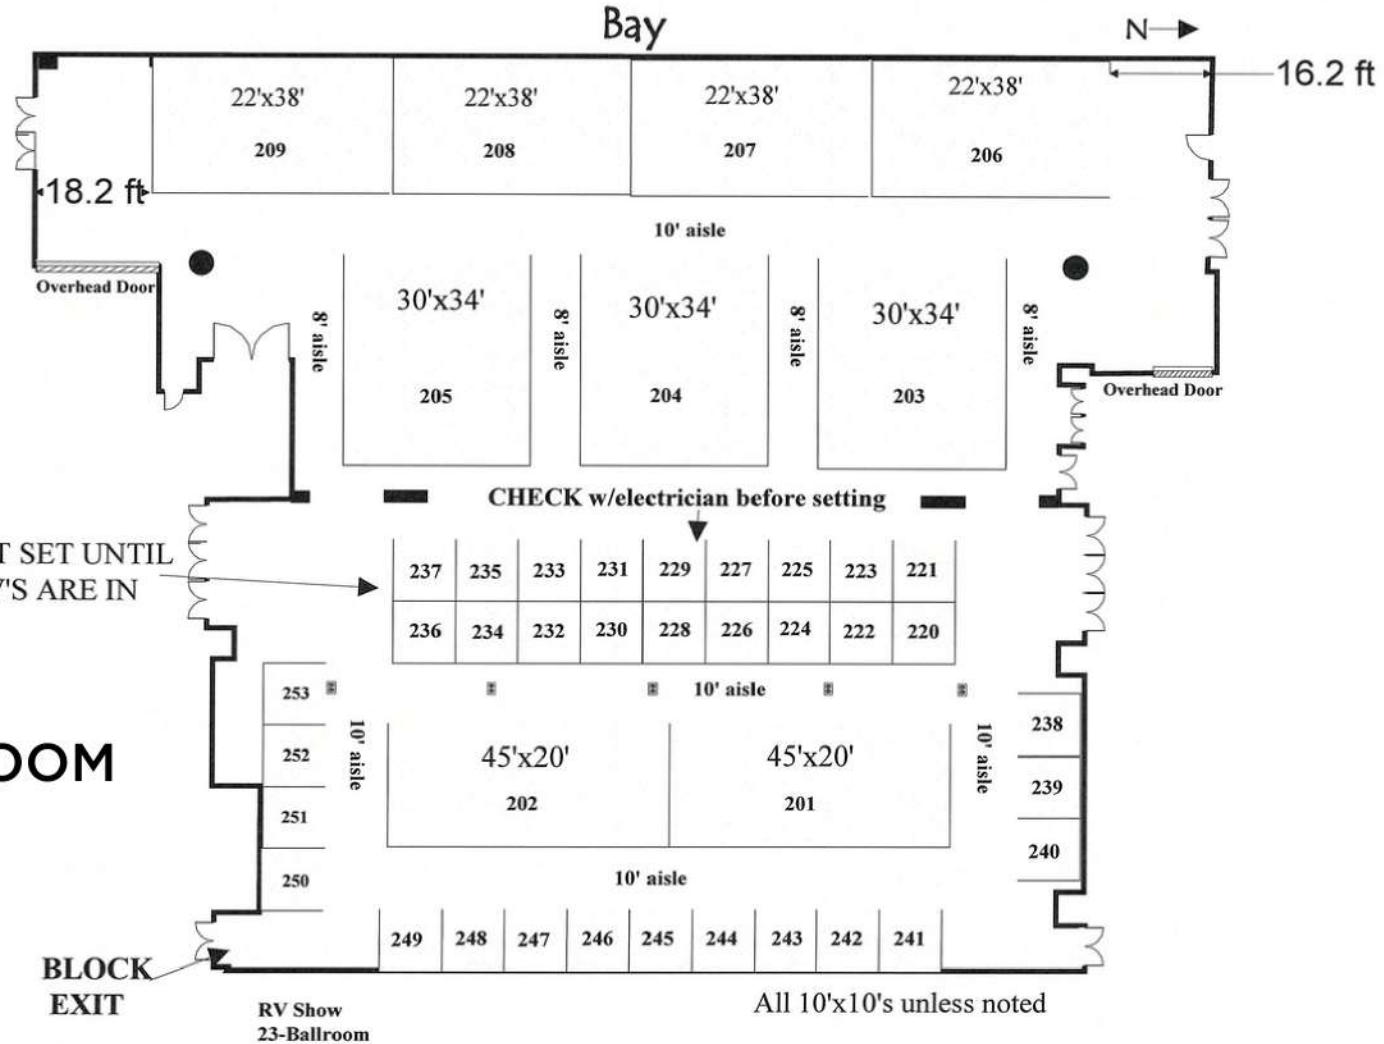 Bay
N
16.2 ft
22'x38'
22'x38'
22'x38'
22'x38'
209
208
207
206
18.2 ft
10' aisle
Overhead Door
30'x34'
30'x34'
30'x34'
8' aisle
8' aisle
8' aisle
8' aisle
205
204
203
Overhead Door
CHECK w/electrician before setting
T SET UNTIL
'S ARE IN
237 235 233 231 229 227 225 223 221
236 234 232 230 228 226 224 222 220
253
10' aisle
238
10' aisle
10' aisle
OOM
252
45'x20'
45'x20'
239
202
201
251
240
250
10' aisle
249 248 247 246 245 244 243 242 241
BLOCK
EXIT
RV Show
23-Ballroom
All 10'x10's unless noted